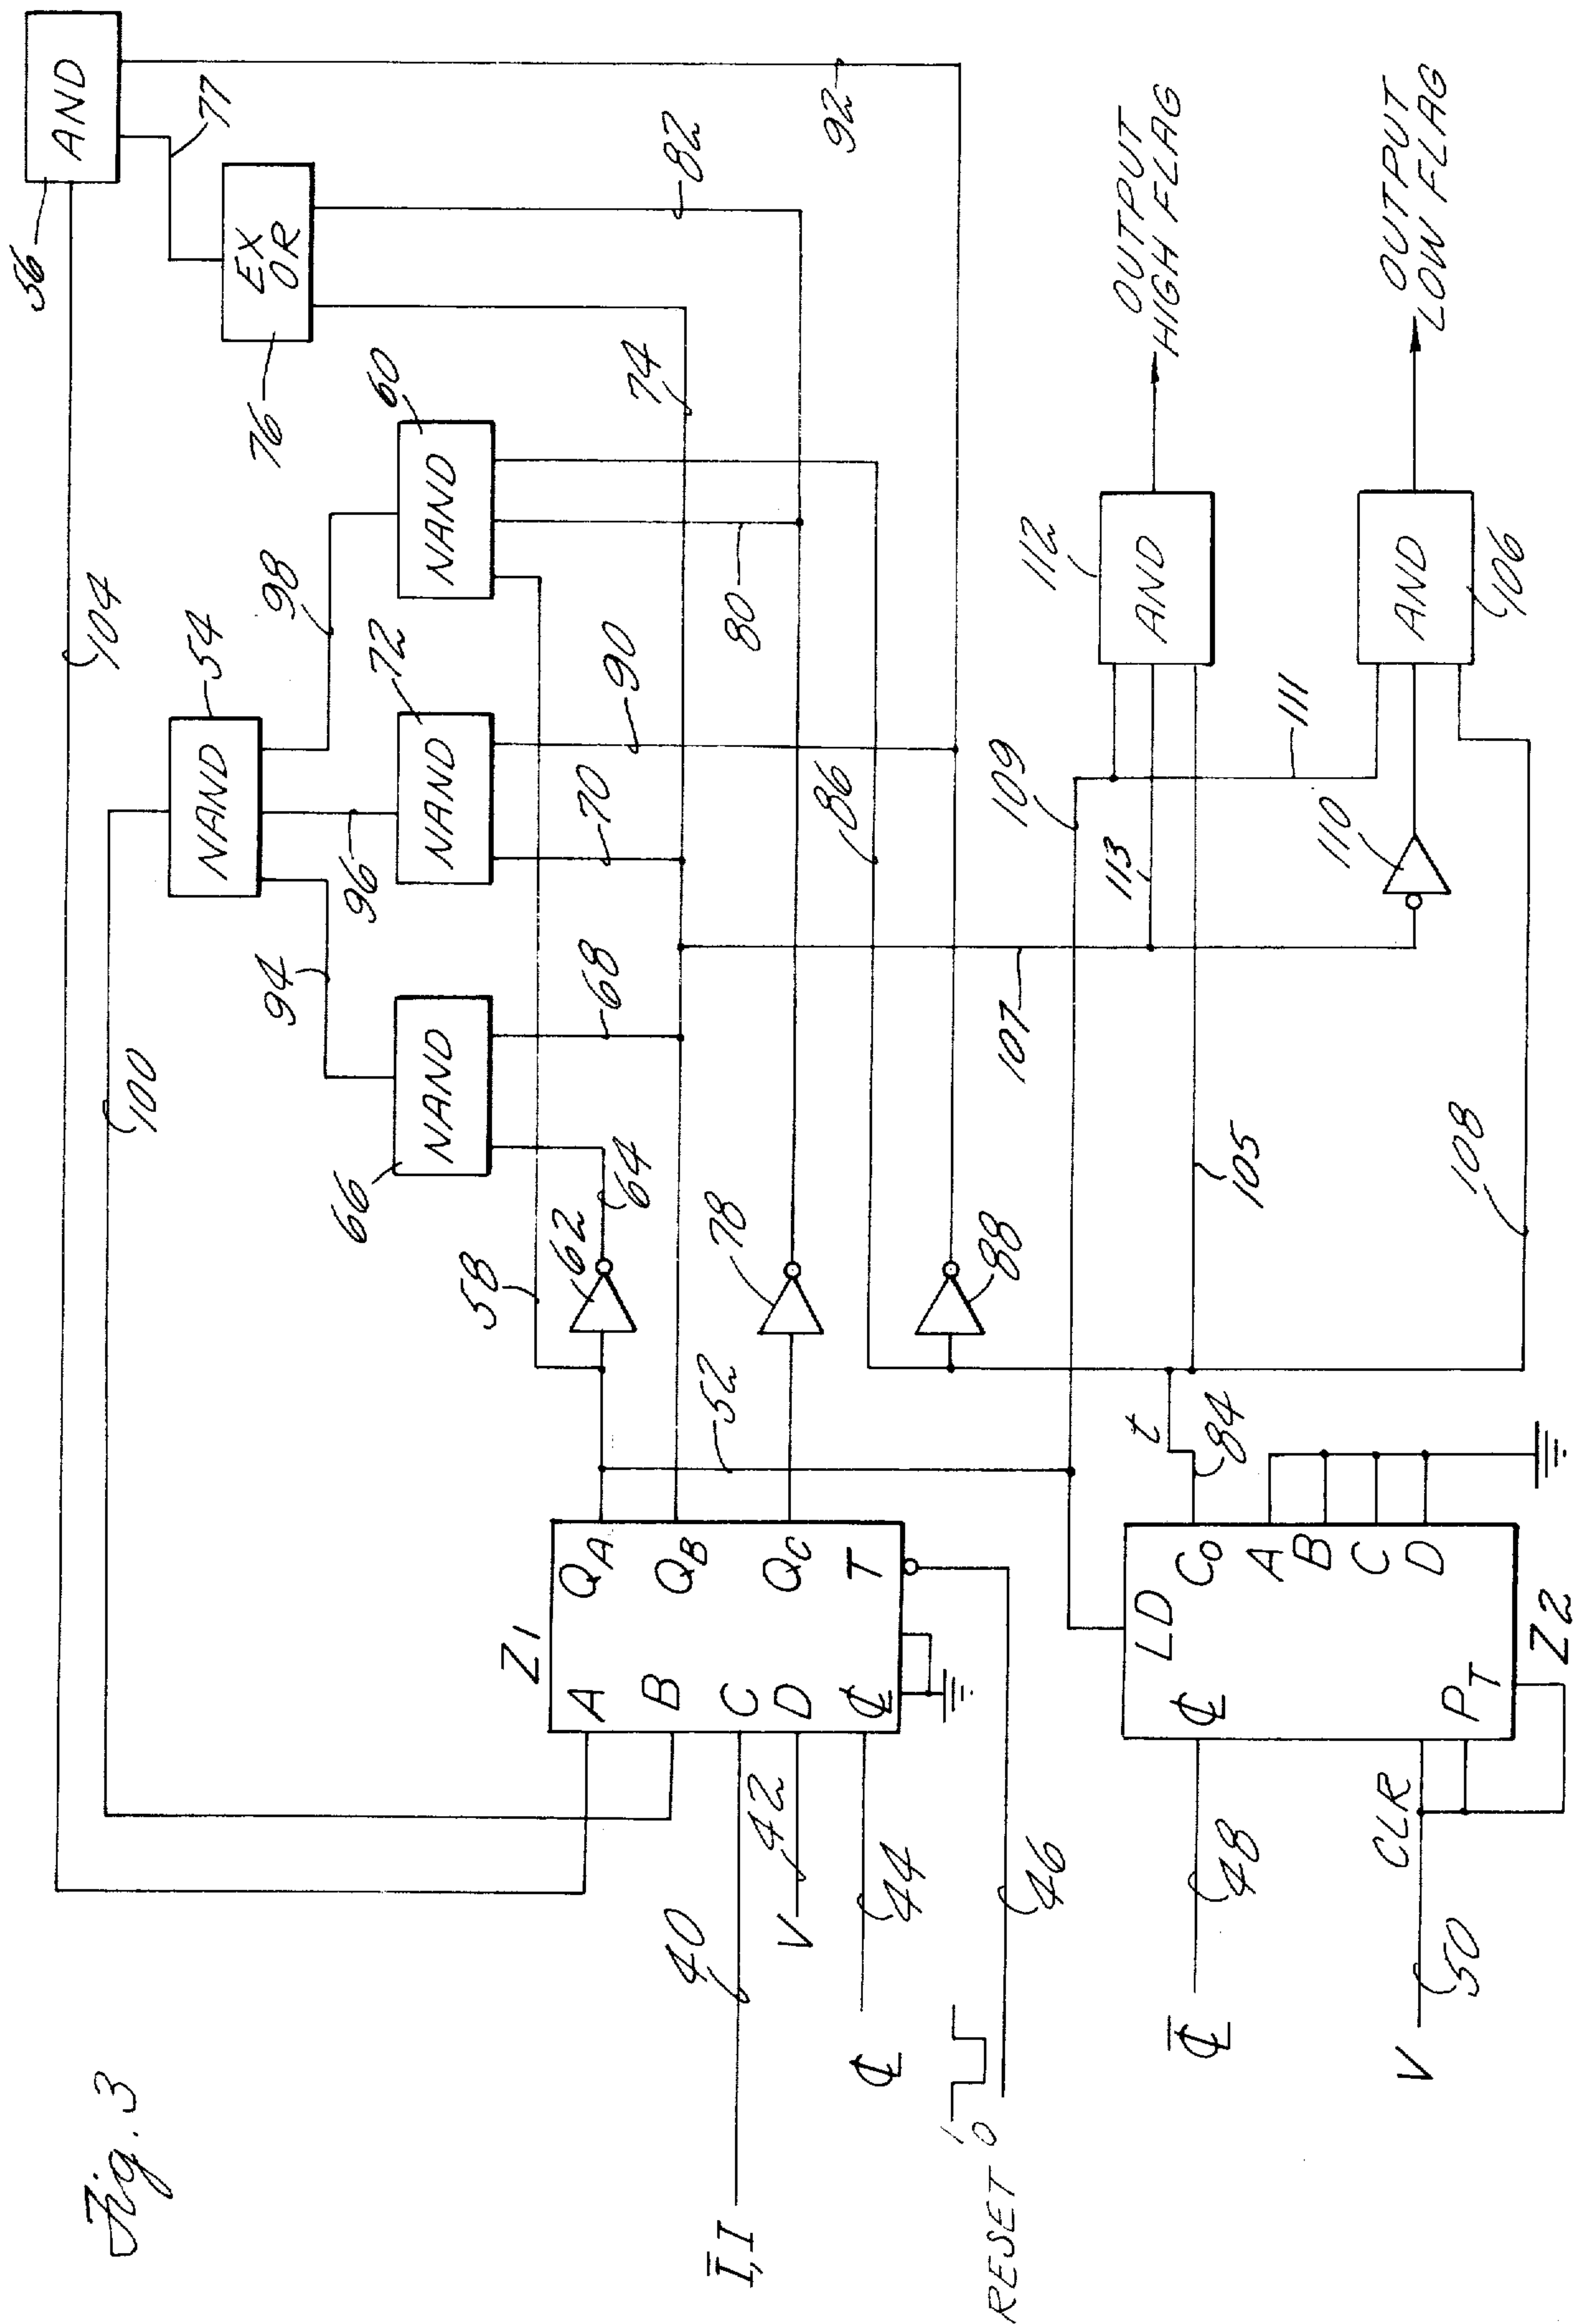 Fig. 3
56
AND
77
EX
OR
76
82
92
104
54
NAND
98
60
NAND
72
NAND
96
94
66
NAND
100
74
80
90
70
68
86
58
62
64
78
88
52
Z1
A
B
C
D
₵
QA
QB
QC
T
40
Ī, I
42
V
44
₵
46
RESET
1
0
109
112
AND
OUTPUT
HIGH FLAG
113
111
110
107
105
108
AND
106
OUTPUT
LOW FLAG
t
84
LD
C0
A
B
C
D
₵
P
T
Z2
48
₵̅
CLR
50
V